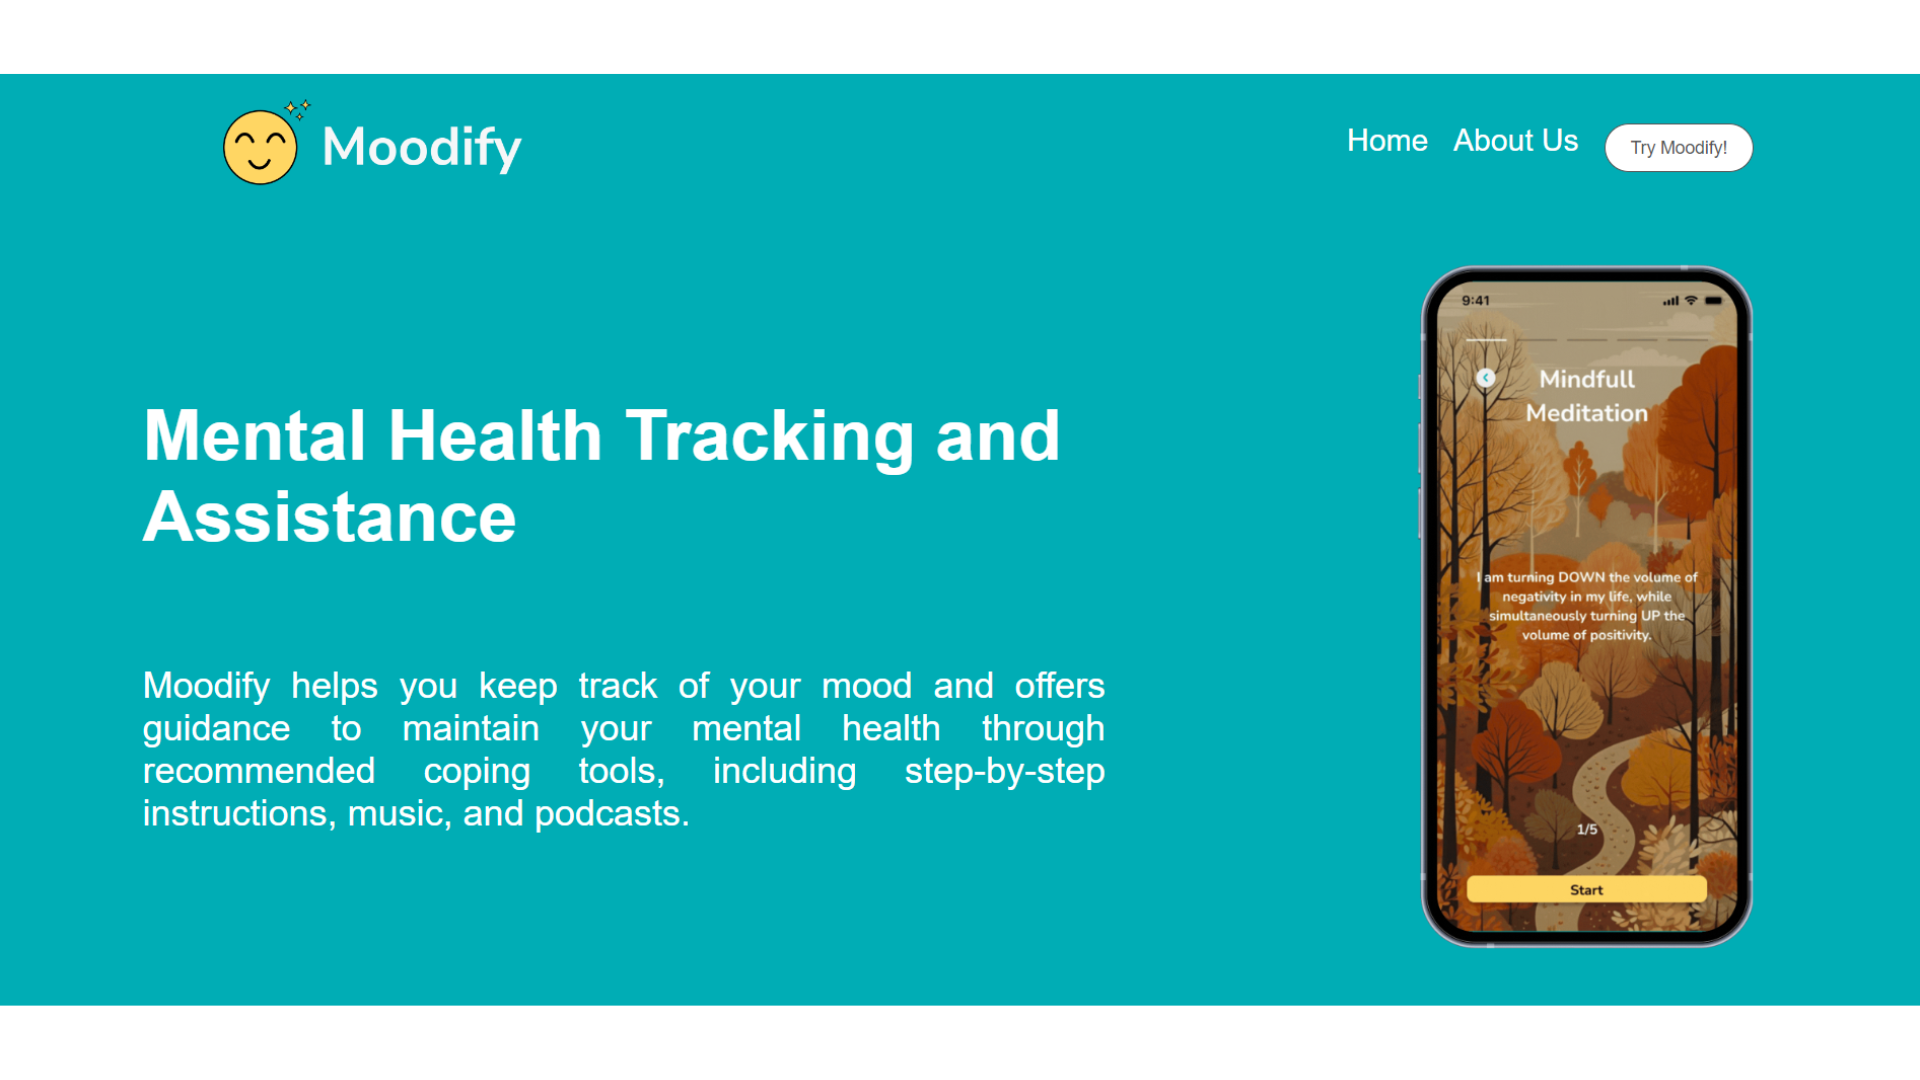 Moodify
Home About Us Try Moodify!
Mental Health Tracking and
Assistance
Moodify helps you keep track of your mood and offers
guidance to maintain your mental health through
recommended coping tools, including step-by-step
instructions, music, and podcasts.
9:41
Mindfull
Meditation
I am turning DOWN the volume of
negativity in my life, while
simultaneously turning UP the
volume of positivity.
1/5
Start